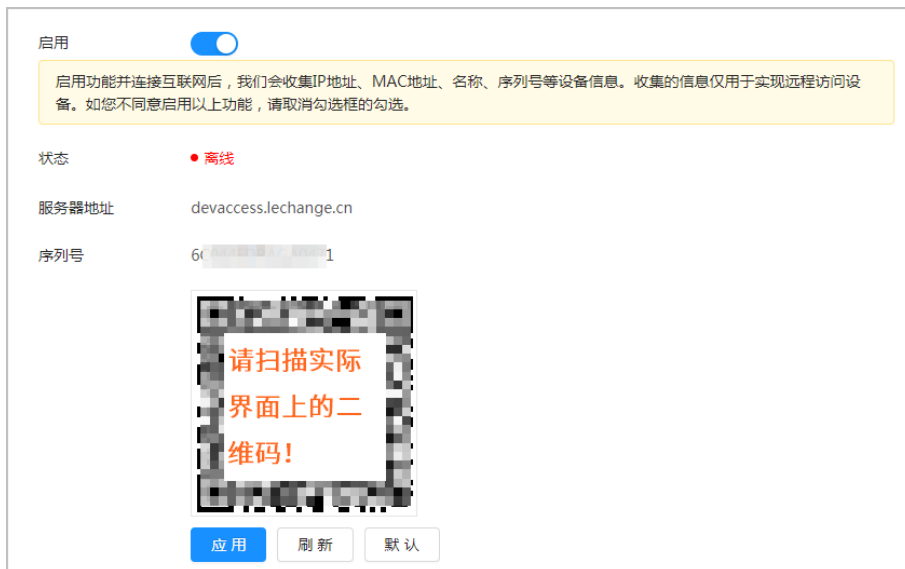 启用
启用功能并连接互联网后，我们会收集IP地址、MAC地址、名称、序列号等设备信息。收集的信息仅用于实现远程访问设
备。如您不同意启用以上功能，请取消勾选框的勾选。
状态 离线
服务器地址 devaccess.lechange.cn
序列号
请扫描实际
界面上的二
维码！
应用 刷新 默认